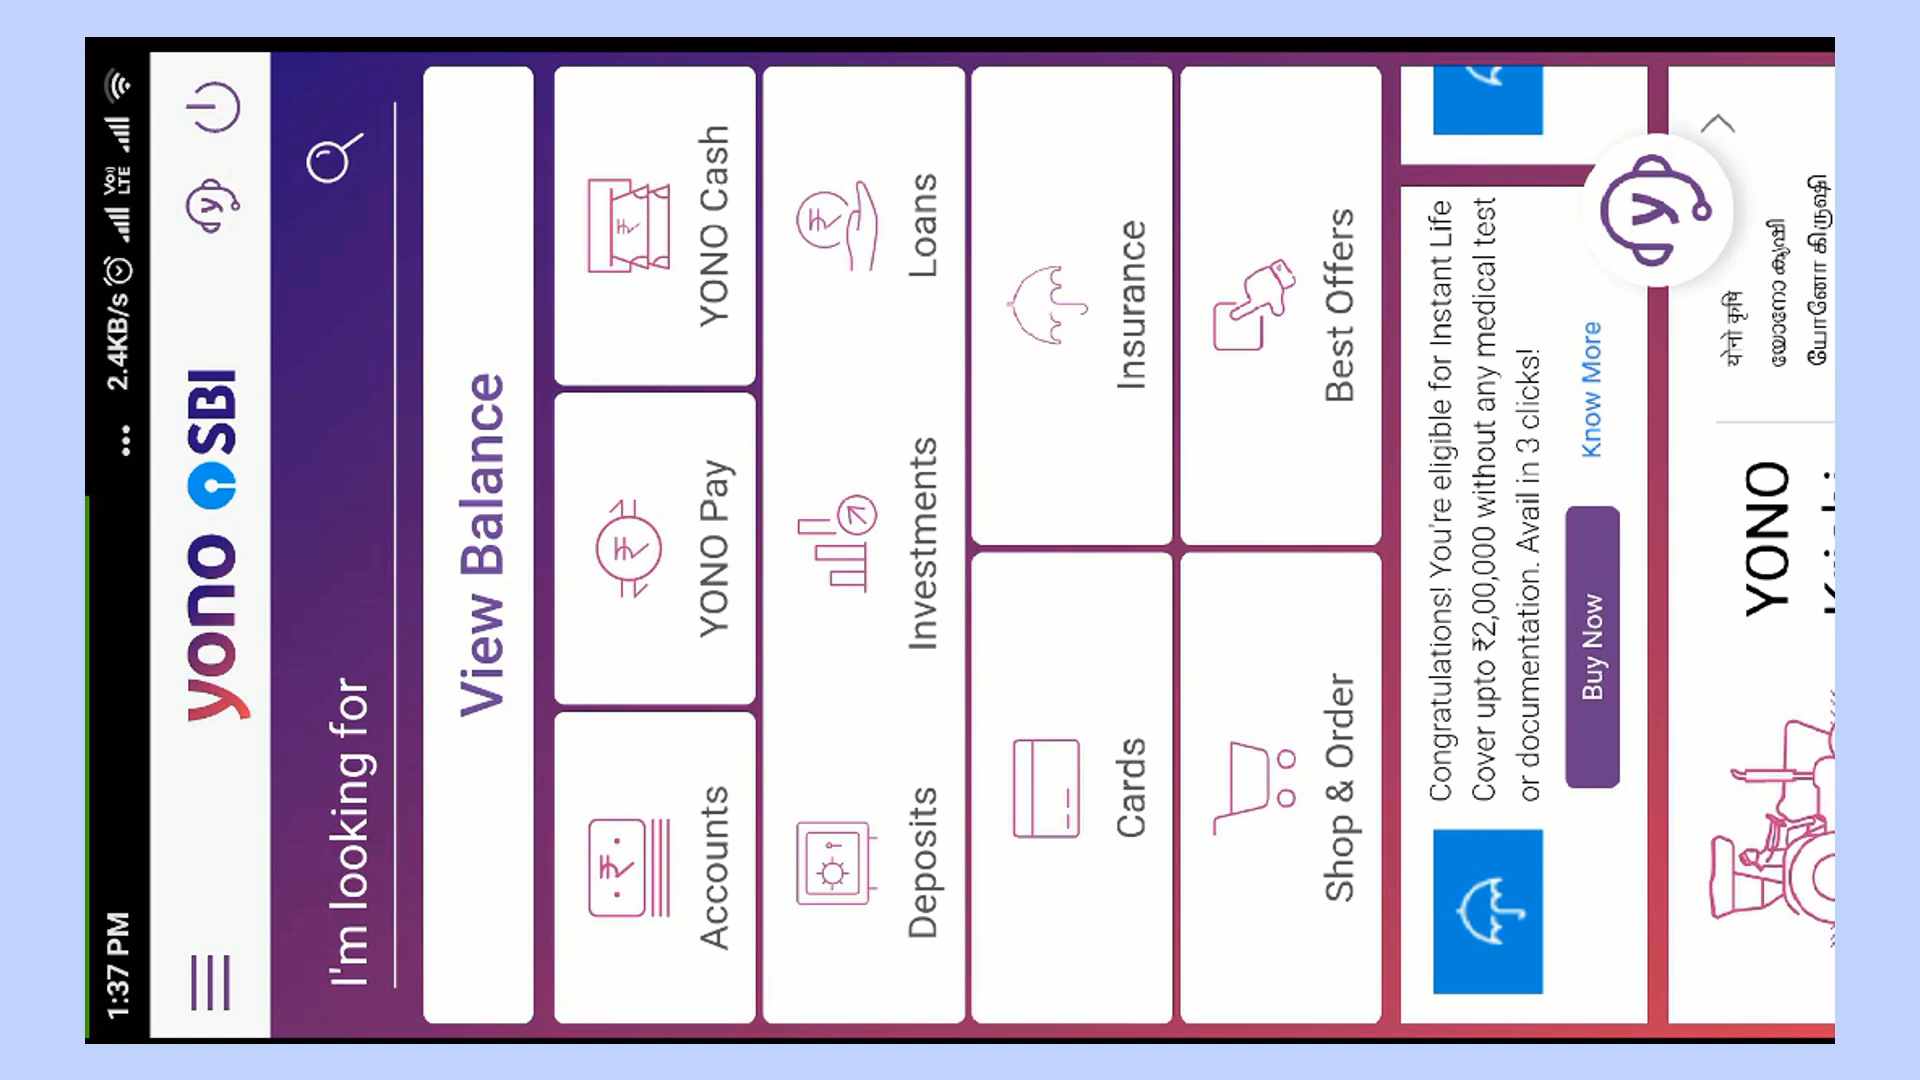 1:37 PM ... 2.4KB/s Vo)) LTE
yono SBI
I'm looking for
View Balance
Accounts
YONO Pay
YONO Cash
Deposits
Investments
Loans
Cards
Insurance
Shop & Order
Best Offers
Congratulations! You're eligible for Instant Life
Cover upto ₹2,00,000 without any medical test
or documentation. Avail in 3 clicks!
Buy Now
Know More
YONO
योनो कृषि
യോനോ കൃഷി
யோனோ கிருஷி